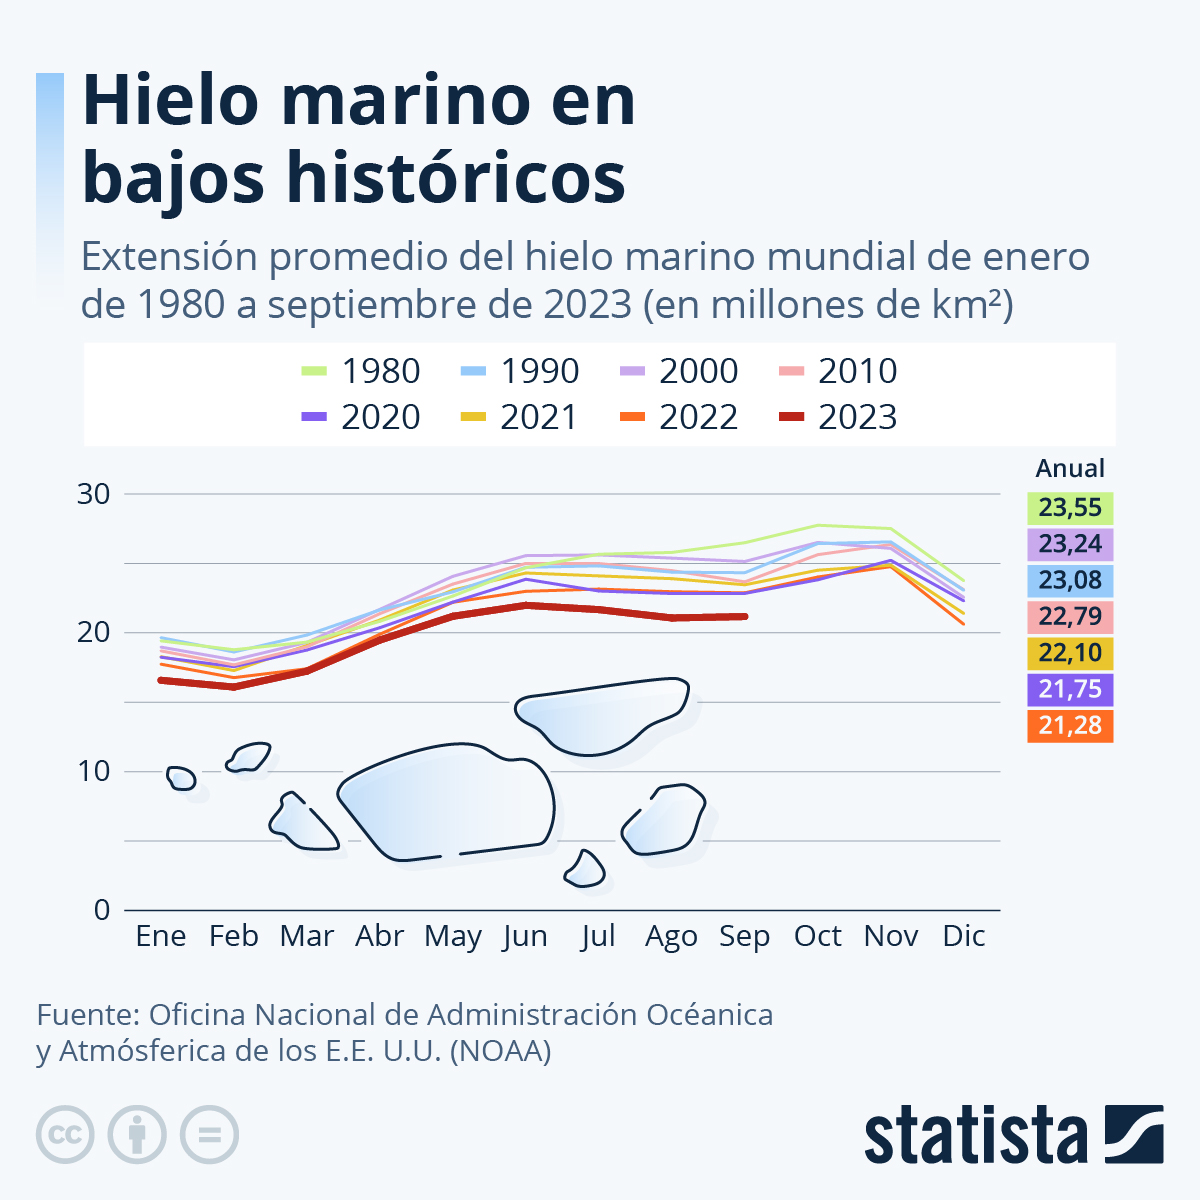 Hielo marino en
bajos históricos
Extensión promedio del hielo marino mundial de enero
de 1980 a septiembre de 2023 (en millones de km²)
1980 1990 2000 2010
2020 2021 2022 2023
Anual
30
23,55
23,24
23,08
22,79
20
22,10
21,75
21,28
10
0
Ene Feb Mar Abr May Jun Jul Ago Sep Oct Nov Dic
Fuente: Oficina Nacional de Administración Océanica
y Atmósferica de los E.E. U.U. (NOAA)
cc
statista